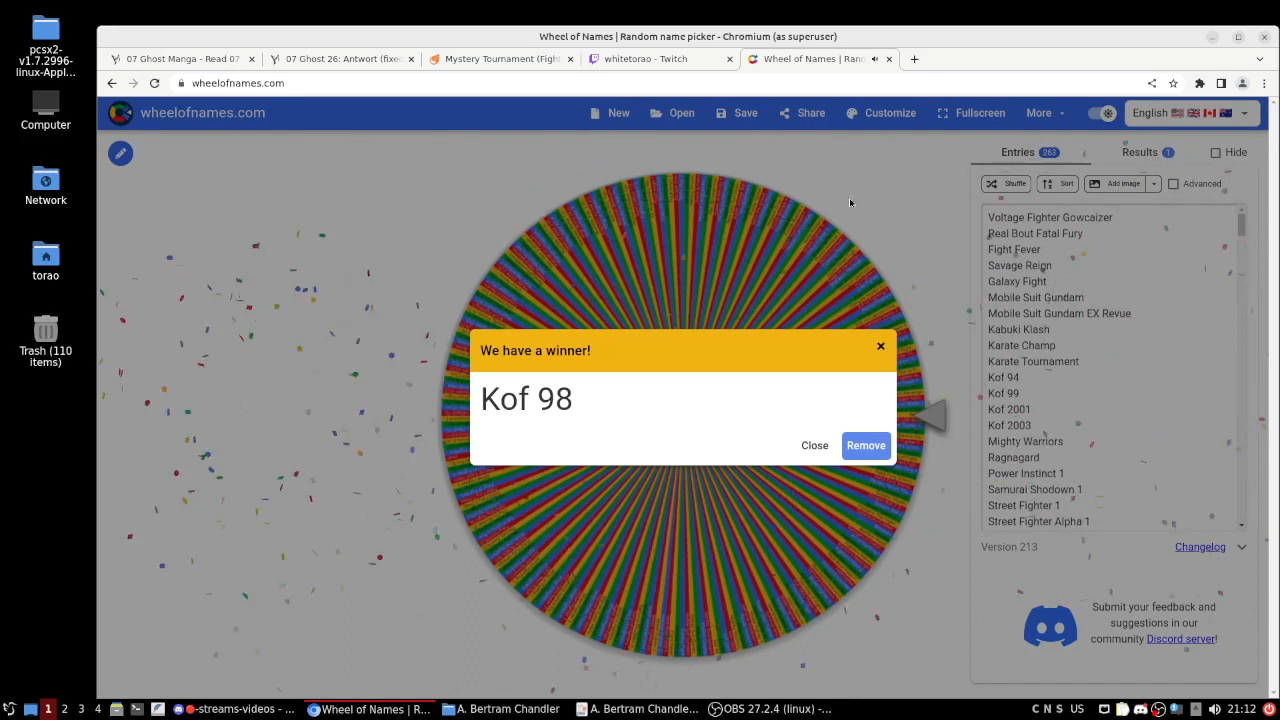 pcsx2-
v-1.7.2996-
linux-Appl...
Computer
Network
torao
Trash (110
items)
Wheel of Names | Random name picker - Chromium (as superuser)
07 Ghost Manga - Read 07
07 Ghost 26: Antwort (fixed
Mystery Tournament (Fight
whitetorao - Twitch
Wheel of Names | Rand
wheelofnames.com
wheelofnames.com
New
Open
Save
Share
Customize
Fullscreen
More
English
Entries 263
Results 1
Hide
Shuffle
Sort
Add image
Advanced
Voltage Fighter Gowcaizer
Real Bout Fatal Fury
Fight Fever
Savage Reign
Galaxy Fight
Mobile Suit Gundam
Mobile Suit Gundam EX Revue
Kabuki Klash
Karate Champ
Karate Tournament
Kof 94
Kof 99
Kof 2001
Kof 2003
Mighty Warriors
Ragnagard
Power Instinct 1
Samurai Shodown 1
Street Fighter 1
Street Fighter Alpha 1
We have a winner!
Kof 98
Close
Remove
Version 213
Changelog
Submit your feedback and
suggestions in our
community Discord server!
1
2
3
4
-streams-videos - ...
Wheel of Names | R...
A. Bertram Chandler
A. Bertram Chandle...
OBS 27.2.4 (linux) -...
C N S
US
21:12